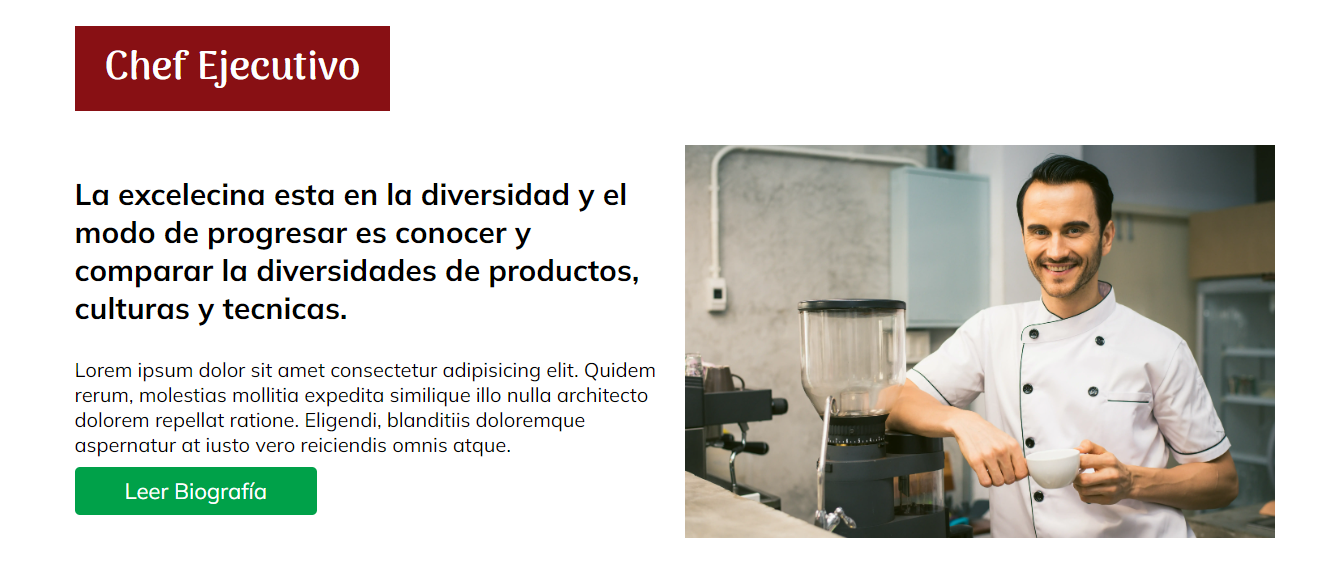 Chef Ejecutivo
La excelecina esta en la diversidad y el
modo de progresar es conocer y
comparar la diversidades de productos,
culturas y tecnicas.
Lorem ipsum dolor sit amet consectetur adipisicing elit. Quidem
rerum, molestias mollitia expedita similique illo nulla architecto
dolorem repellat ratione. Eligendi, blanditiis doloremque
aspernatur at iusto vero reiciendis omnis atque.
Leer Biografía